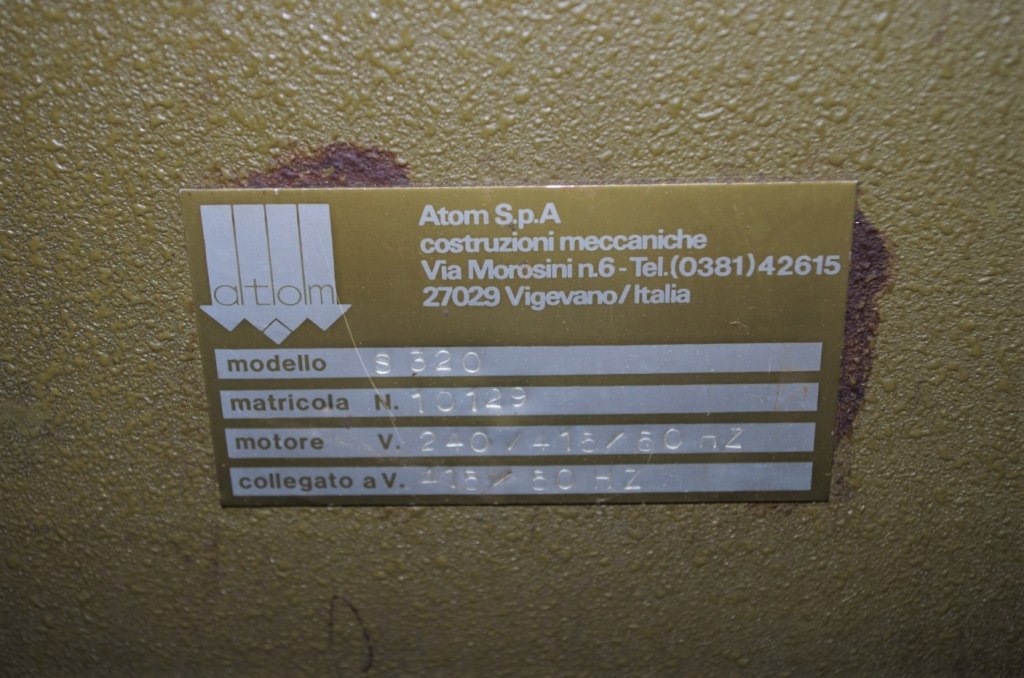 atom
Atom S.p.A
costruzioni meccaniche
Via Morosini n.6 - Tel.(0381) 42615
27029 Vigevano/Italia
modello S 320
matricola N. 10129
motore V. 240/415/50 HZ
collegato a V. 415/50 HZ